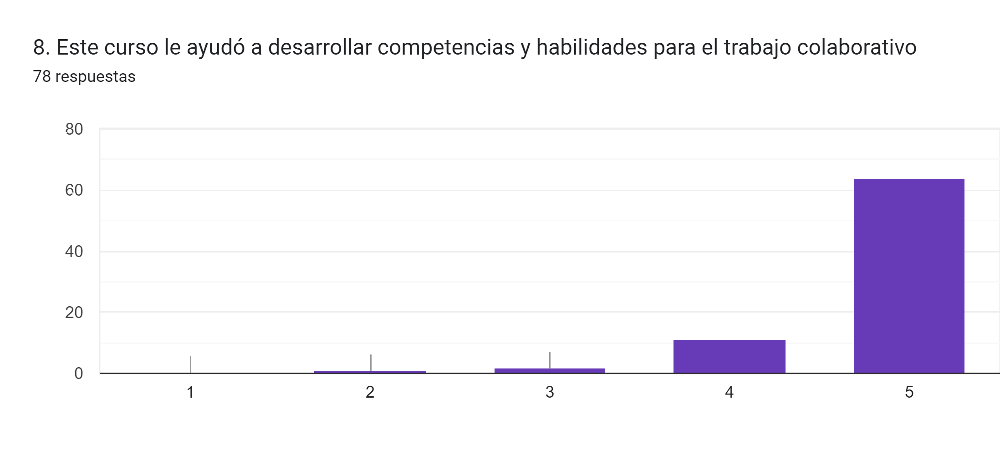 8. Este curso le ayudó a desarrollar competencias y habilidades para el trabajo colaborativo
78 respuestas
80
60
40
20
0
1 2 3 4 5